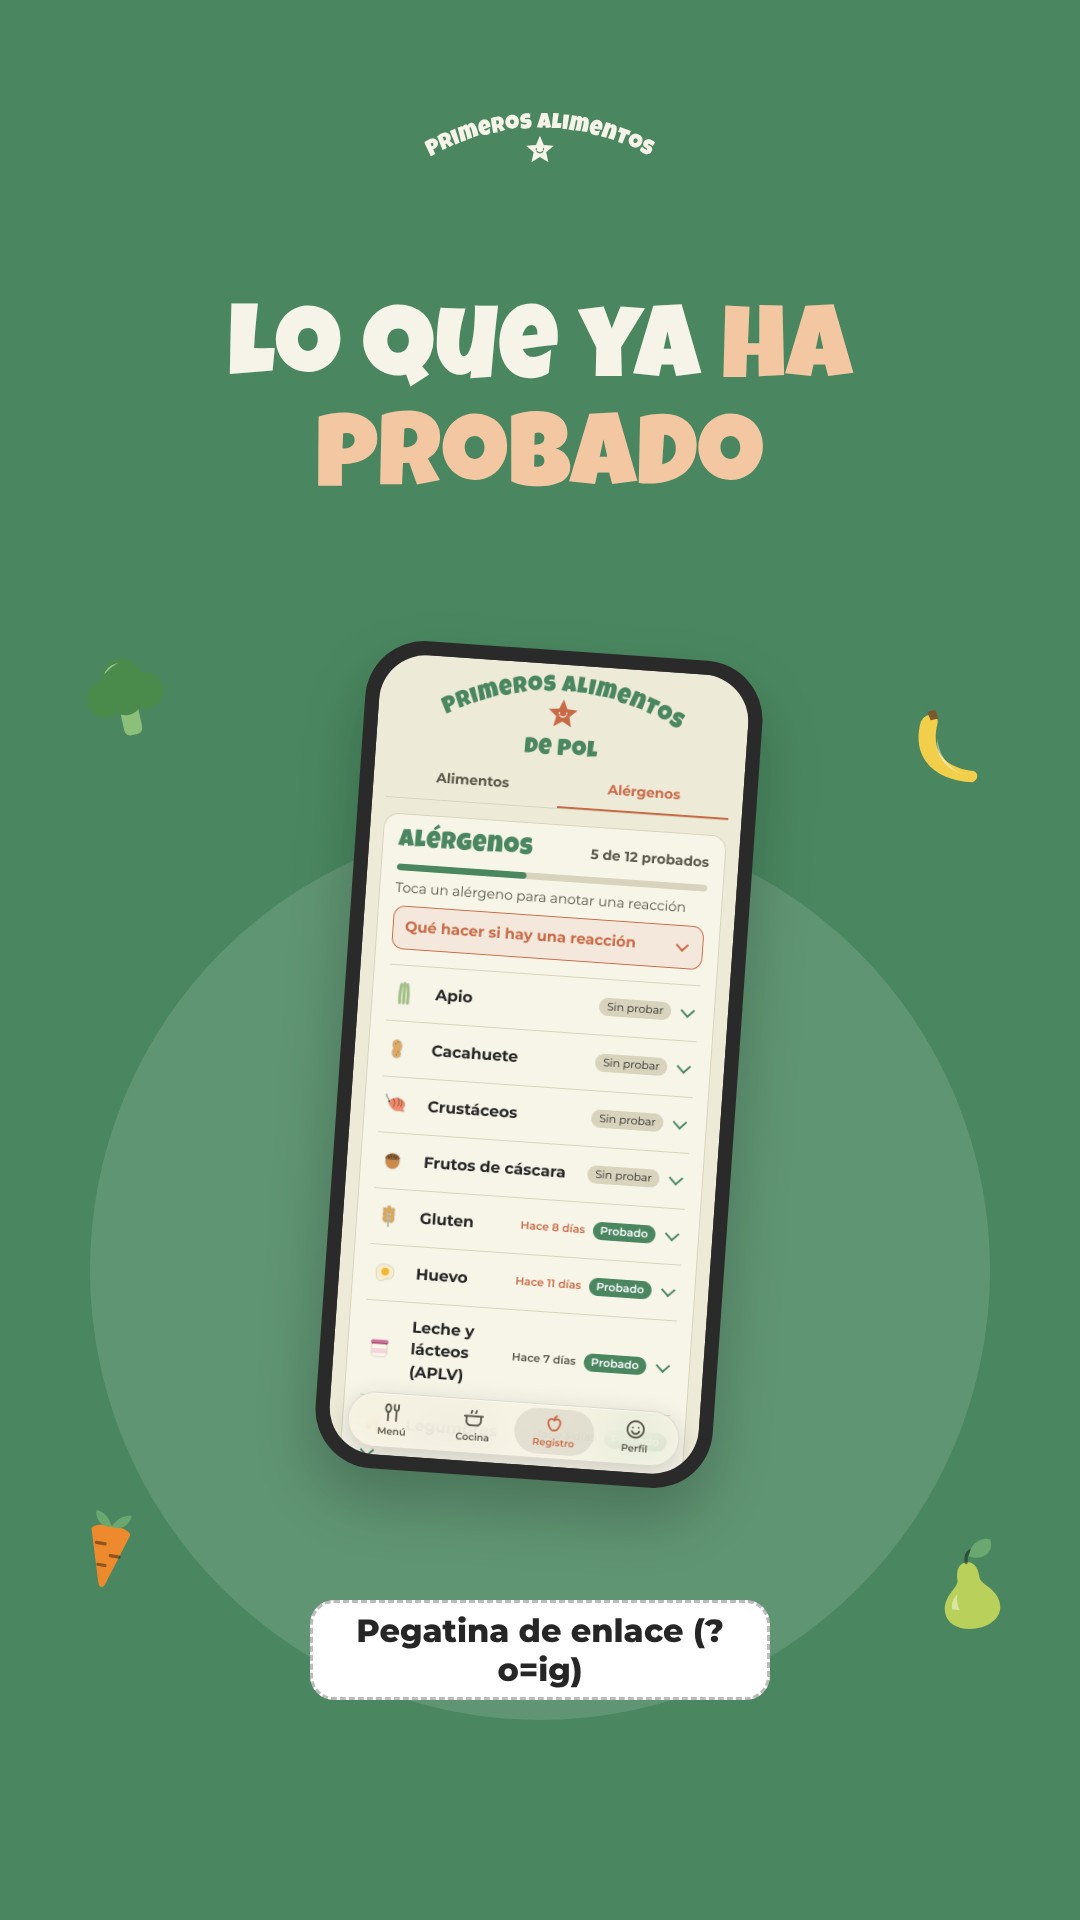 PRIMEROS ALIMENTOS
LO QUE YA HA
PROBADO
PRIMEROS ALIMENTOS
DE POL
Alimentos
Alérgenos
Alérgenos
5 de 12 probados
Toca un alérgeno para anotar una reacción
Qué hacer si hay una reacción
Apio
Sin probar
Cacahuete
Sin probar
Crustáceos
Sin probar
Frutos de cáscara
Sin probar
Gluten
Hace 8 días
Probado
Huevo
Hace 11 días
Probado
Leche y
lácteos
(APLV)
Hace 7 días
Probado
Menú
Cocina
Registro
Perfil
Pegatina de enlace (?
o=ig)